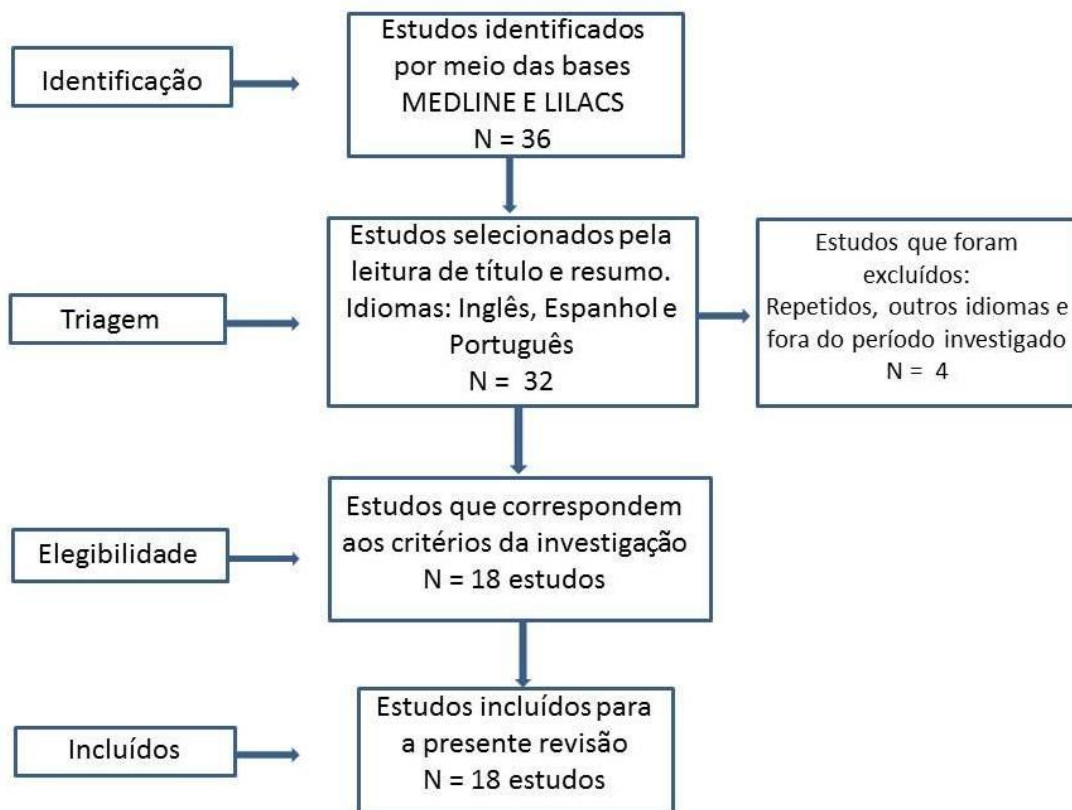 Identificação
Estudos identificados
por meio das bases
MEDLINE E LILACS
N = 36
Triagem
Estudos selecionados pela
leitura de título e resumo.
Idiomas: Inglês, Espanhol e
Português
N = 32
Estudos que foram
excluídos:
Repetidos, outros idiomas e
fora do período investigado
N = 4
Elegibilidade
Estudos que correspondem
aos critérios da investigação
N = 18 estudos
Incluídos
Estudos incluídos para
a presente revisão
N = 18 estudos